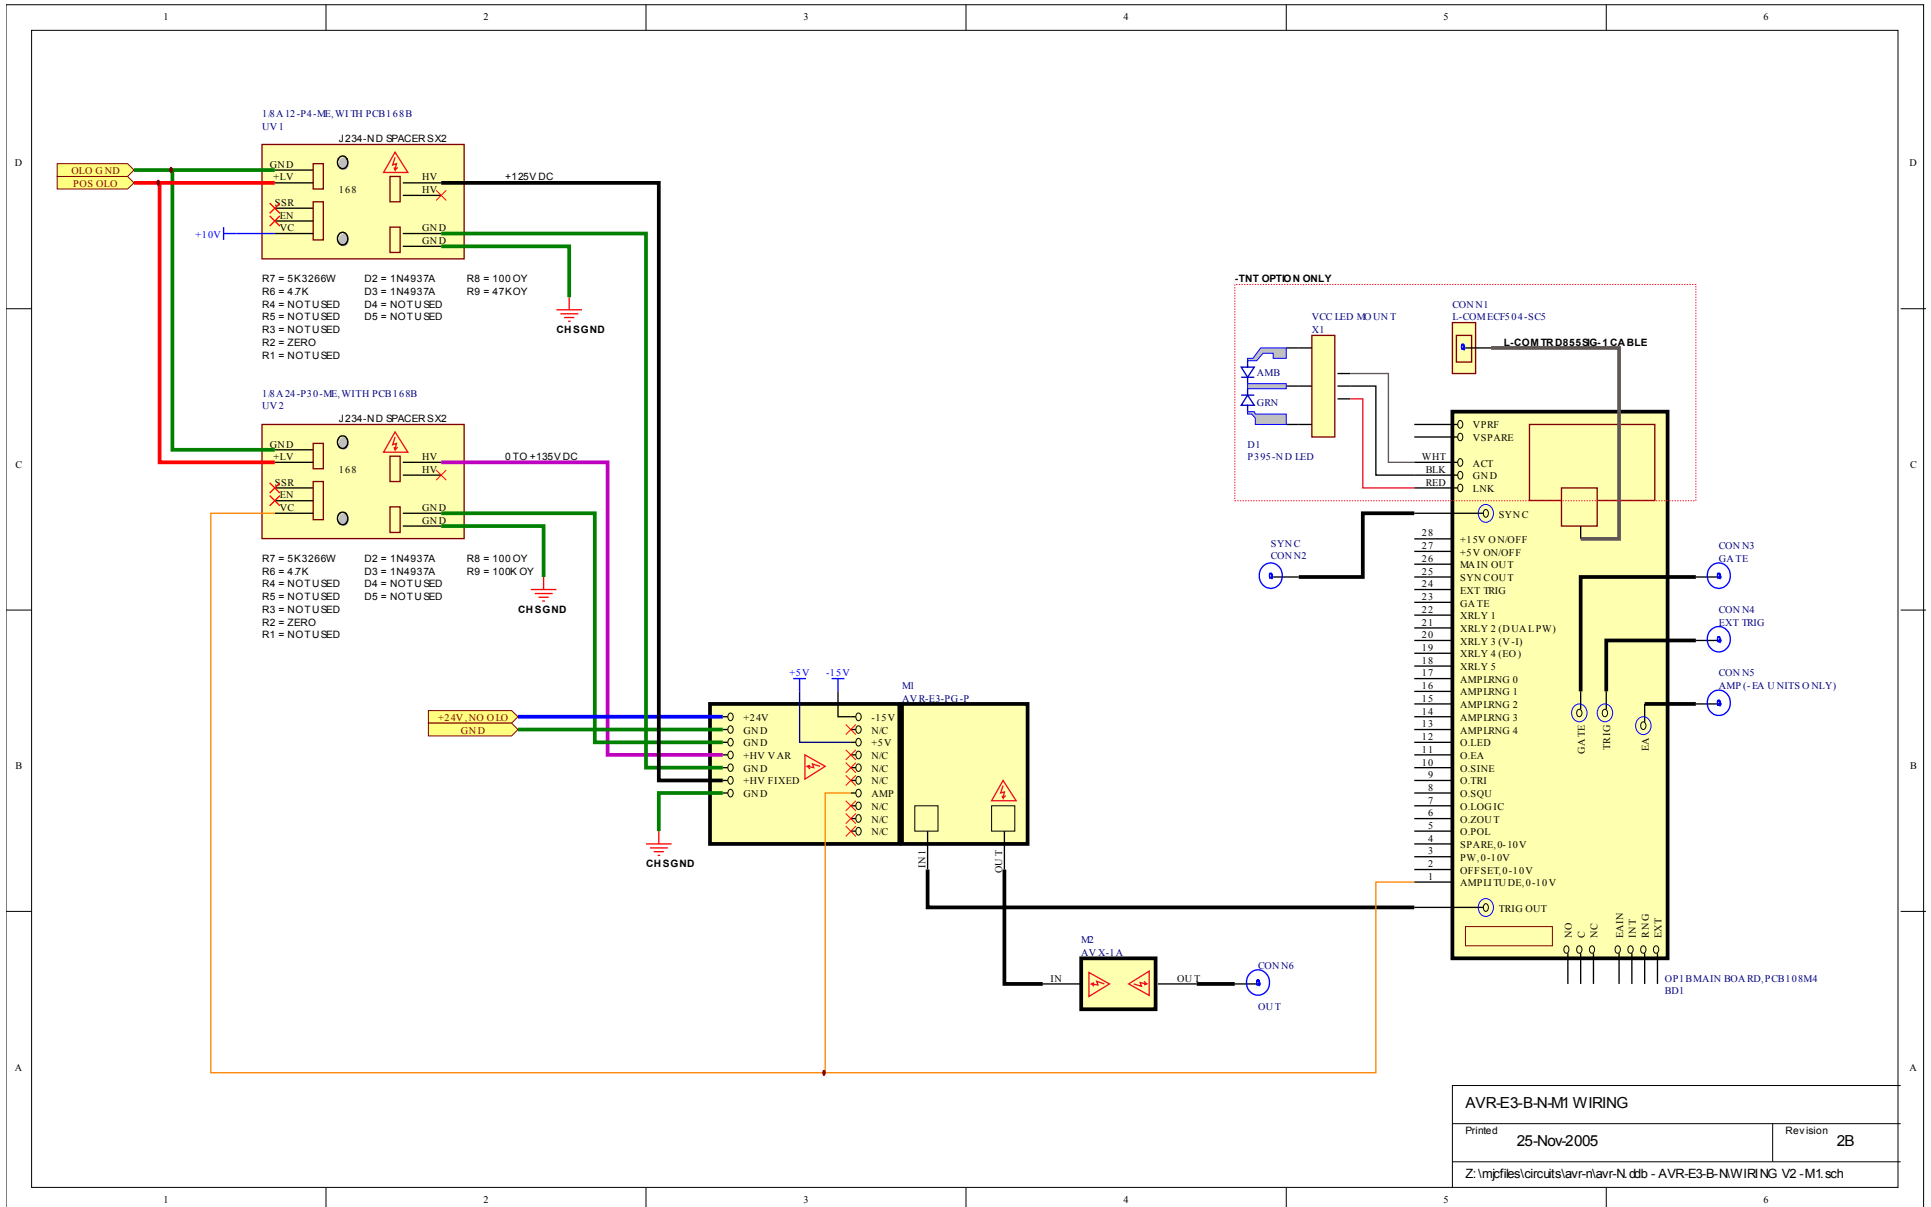 1 2 3 4 5 6
D
1/8A12-P4-ME, WITH PCB168B
UV1
J234-ND SPACERS X2
OLO GND
POS OLO
GND
+LV
168
SSR
EN
VC
+10V
HV
HV
GND
GND
+125V DC
R7 = 5K 3266W D2 = 1N4937A R8 = 100 OY
R6 = 4.7K D3 = 1N4937A R9 = 47K OY
R4 = NOT USED D4 = NOT USED
R5 = NOT USED D5 = NOT USED
R3 = NOT USED
R2 = ZERO
R1 = NOT USED
CHSGND
1/8A24-P30-ME, WITH PCB168B
UV2
J234-ND SPACERS X2
GND
+LV
168
SSR
EN
VC
HV
HV
GND
GND
0 TO +135V DC
R7 = 5K 3266W D2 = 1N4937A R8 = 100 OY
R6 = 4.7K D3 = 1N4937A R9 = 100K OY
R4 = NOT USED D4 = NOT USED
R5 = NOT USED D5 = NOT USED
R3 = NOT USED
R2 = ZERO
R1 = NOT USED
CHSGND
C
-TNT OPTION ONLY
VCC LED MOUNT
X1
AMB
GRN
D1
P395-ND LED
CONN1
L-COM ECF504-SC5
L-COM TRD855SIG-1 CABLE
WHT
BLK
RED
VPRF
VSPARE
ACT
GND
LNK
SYNC
SYNC
CONN2
28 +15V ON/OFF
27 +5V ON/OFF
26 MAIN OUT
25 SYNC OUT
24 EXT TRIG
23 GATE
22 XRLY 1
21 XRLY 2 (DUAL PW)
20 XRLY 3 (V-I)
19 XRLY 4 (EO)
18 XRLY 5
17 AMPLRNG 0
16 AMPLRNG 1
15 AMPLRNG 2
14 AMPLRNG 3
13 AMPLRNG 4
12 O.LED
11 O.EA
10 O.SINE
9 O.TRI
8 O.SQU
7 O.LOGIC
6 O.ZOUT
5 O.POL
4 SPARE, 0-10V
3 PW, 0-10V
2 OFFSET, 0-10V
1 AMPLITUDE, 0-10V
TRIG OUT
GATE
TRIG
EA
NO
C
NC
EAIN
INT
RNG
EXT
CONN3
GATE
CONN4
EXT TRIG
CONN5
AMP (-EA UNITS ONLY)
OP1B MAIN BOARD, PCB108M4
BD1
B
+5V
-15V
M1
AVR-E3-PG-P
+24V, NO OLO
GND
+24V
GND
GND
+HV VAR
GND
+HV FIXED
GND
-15V
N/C
+5V
N/C
N/C
N/C
AMP
N/C
N/C
N/C
CHSGND
IN1
OUT
M2
AVX-1A
IN
OUT
CONN6
OUT
A
D
C
B
A
AVR-E3-B-N-M1 WIRING
Printed 25-Nov-2005
Revision 2B
Z:\mjcfiles\circuits\avr-n\avr-N.ddb - AVR-E3-B-N\WIRING V2 -M1.sch
1 2 3 4 5 6